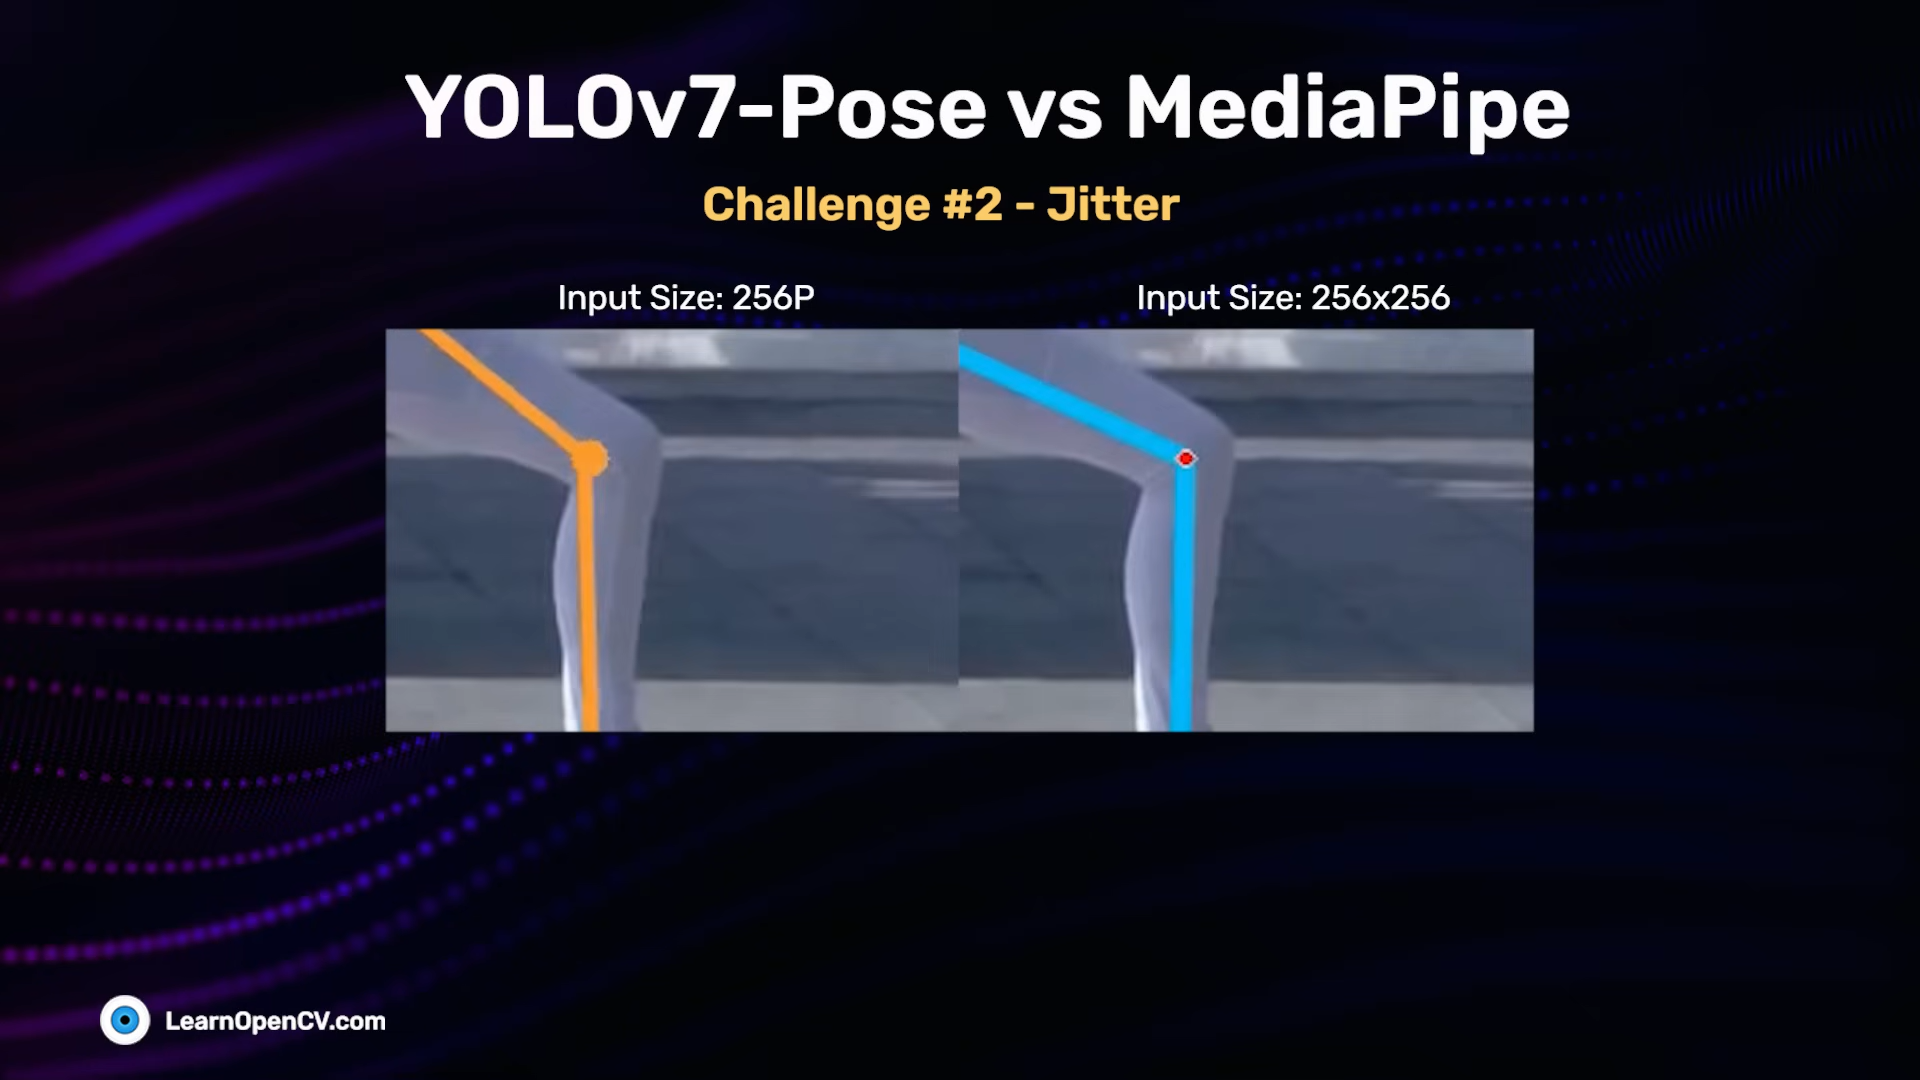 YOLOv7-Pose vs MediaPipe
Challenge #2 - Jitter
Input Size: 256P
Input Size: 256x256
LearnOpenCV.com